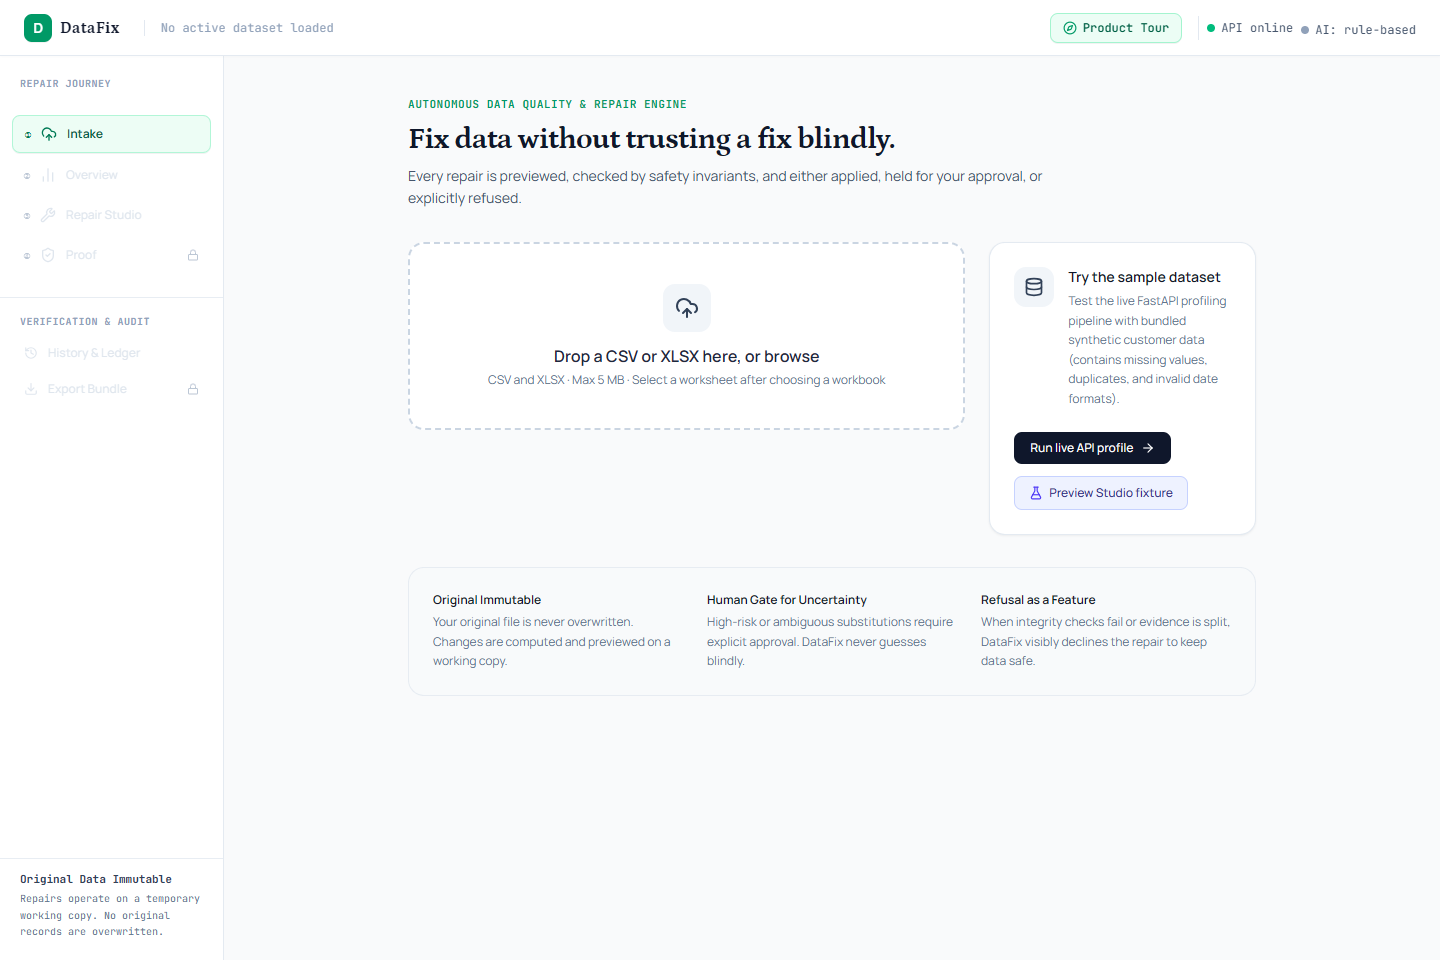 D DataFix
No active dataset loaded
Product Tour
API online
AI: rule-based
REPAIR JOURNEY
Intake
Overview
Repair Studio
Proof
VERIFICATION & AUDIT
History & Ledger
Export Bundle
Original Data Immutable
Repairs operate on a temporary
working copy. No original
records are overwritten.
AUTONOMOUS DATA QUALITY & REPAIR ENGINE
Fix data without trusting a fix blindly.
Every repair is previewed, checked by safety invariants, and either applied, held for your approval, or
explicitly refused.
Drop a CSV or XLSX here, or browse
CSV and XLSX · Max 5 MB · Select a worksheet after choosing a workbook
Try the sample dataset
Test the live FastAPI profiling
pipeline with bundled
synthetic customer data
(contains missing values,
duplicates, and invalid date
formats).
Run live API profile
Preview Studio fixture
Original Immutable
Your original file is never overwritten.
Changes are computed and previewed on a
working copy.
Human Gate for Uncertainty
High-risk or ambiguous substitutions require
explicit approval. DataFix never guesses
blindly.
Refusal as a Feature
When integrity checks fail or evidence is split,
DataFix visibly declines the repair to keep
data safe.